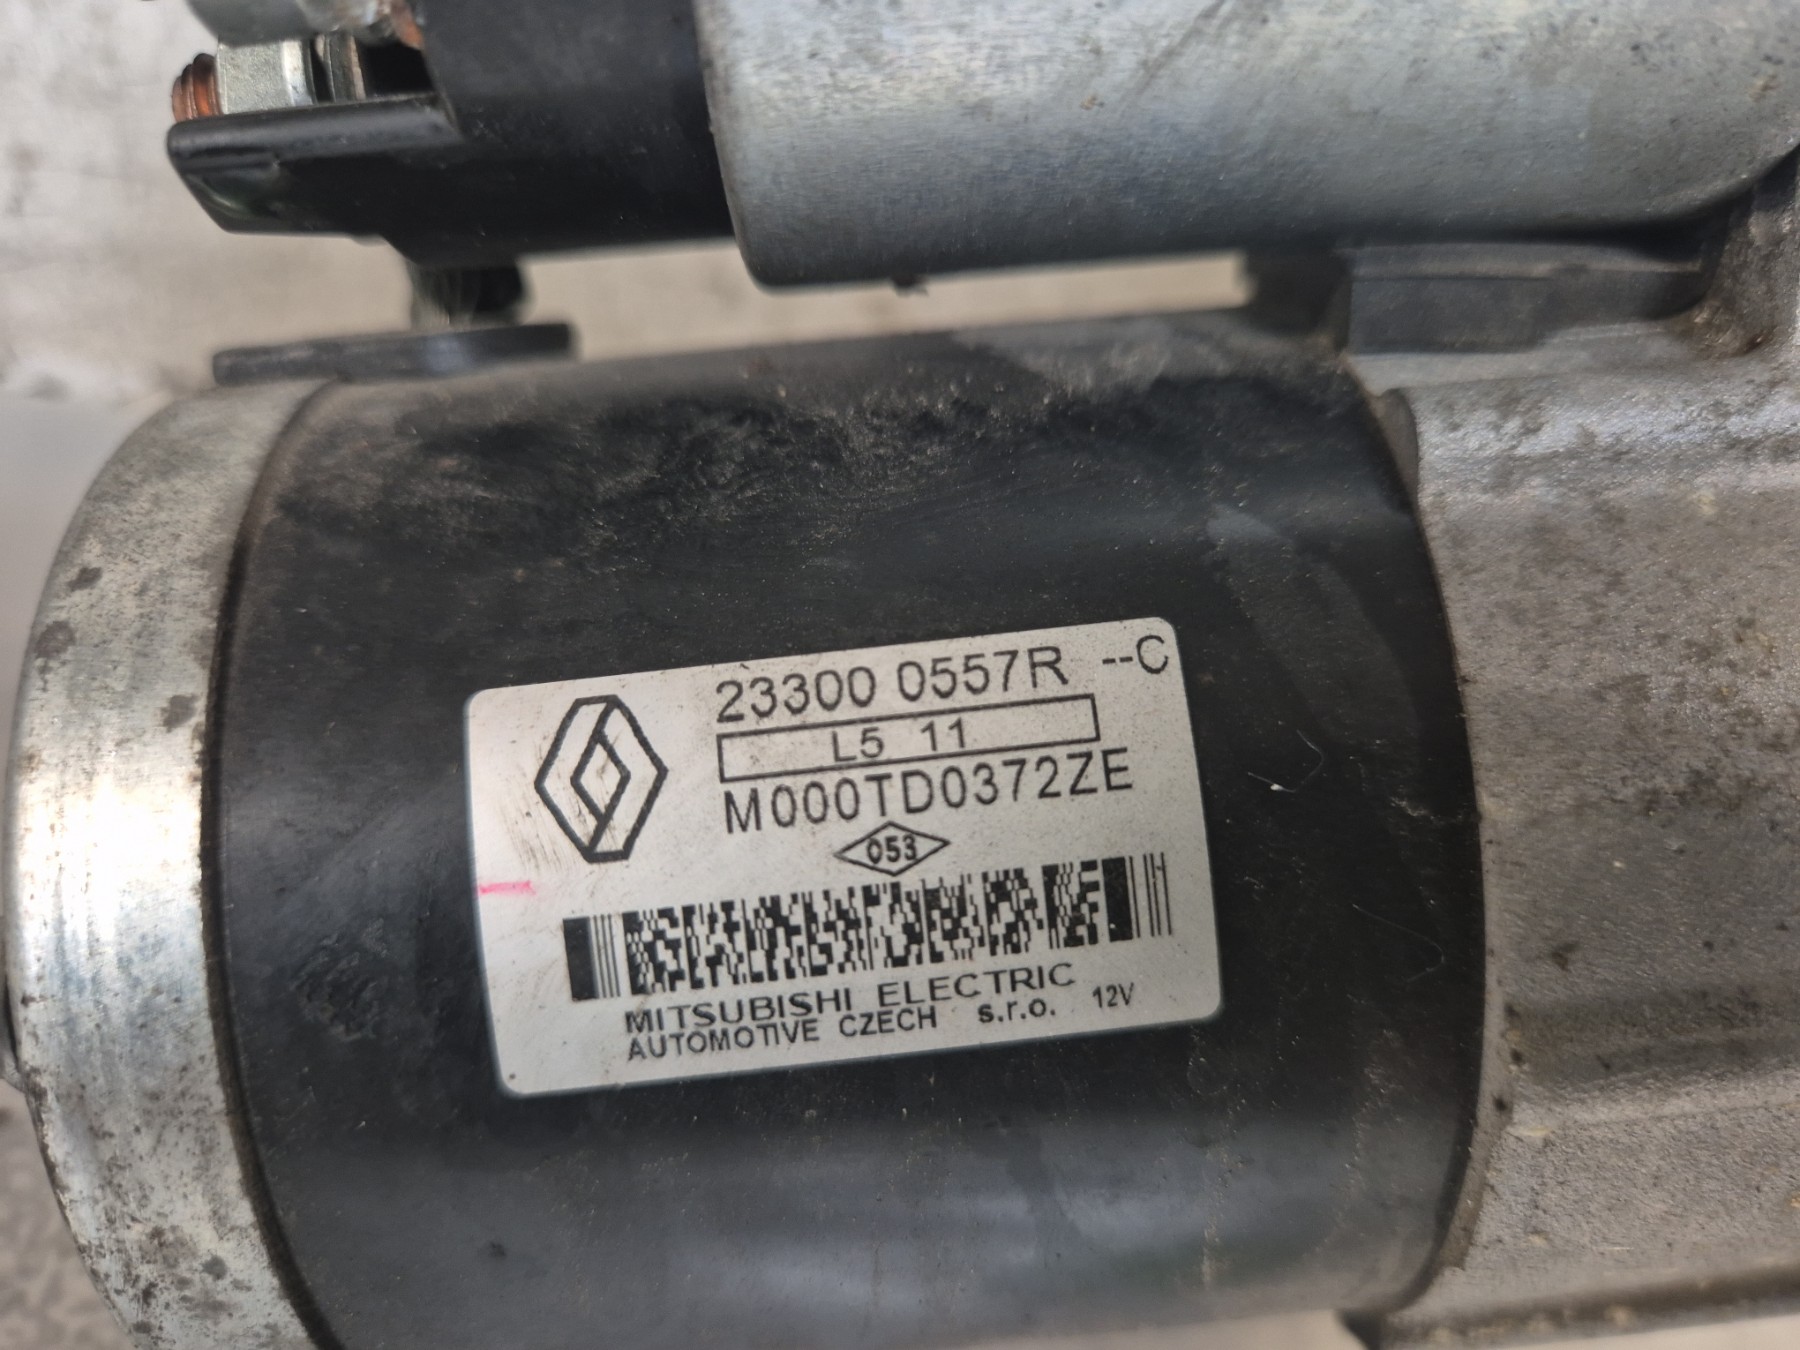 23300 0557R --C
L5 11
M000TD0372ZE
053
MITSUBISHI ELECTRIC
AUTOMOTIVE CZECH s.r.o. 12V